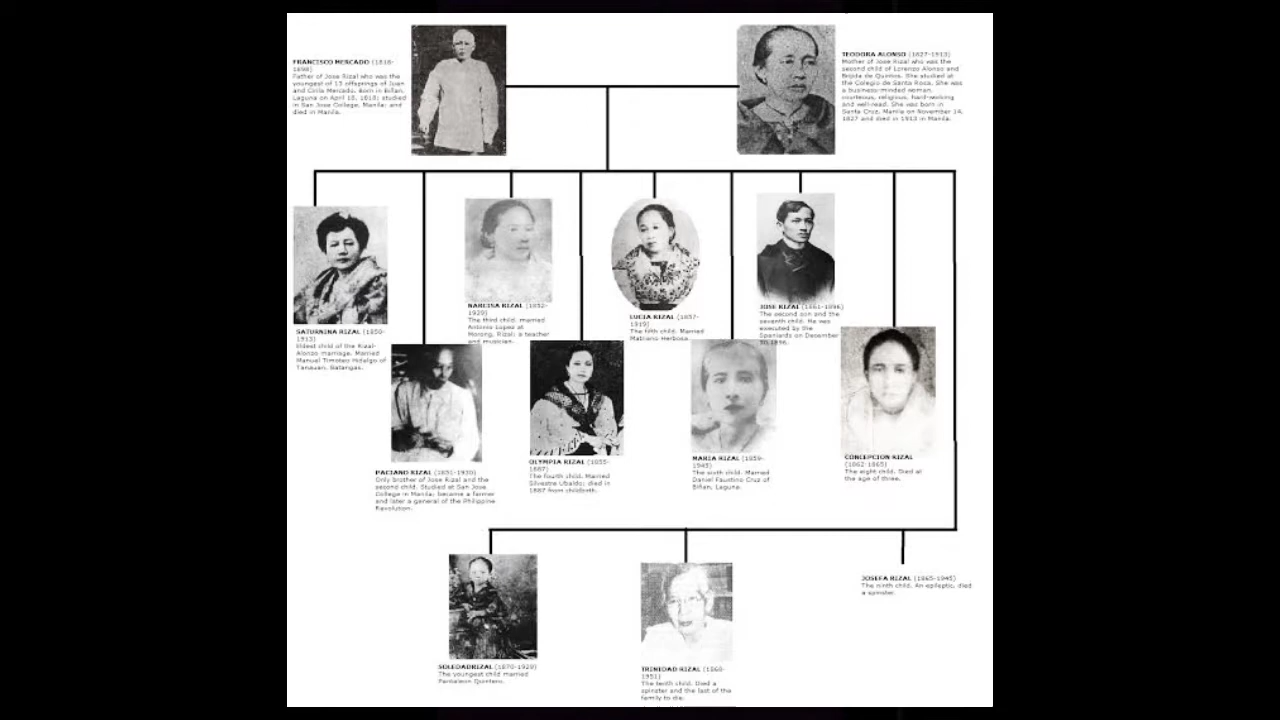 FRANCISCO MERCADO (1818-
1898)
Father of Jose Rizal who was the
youngest of 13 offsprings of Juan
and Cirila Mercado. Born in Biñan,
Laguna on April 18, 1818; studied
in San Jose College, Manila; and
died in Manila.
TEODORA ALONSO (1827-1913)
Mother of Jose Rizal who was the
second child of Lorenzo Alonso and
Brijida de Quintos. She studied at
the Colegio de Santa Rosa. She was
a business-minded woman,
courteous, religious, hard-working
and well-read. She was born in
Santa Cruz, Manila on November 14,
1827 and died in 1913 in Manila.
SATURNINA RIZAL (1850-
1913)
Eldest child of the Rizal-
Alonzo marriage. Married
Manuel Timoteo Hidalgo of
Tanauan, Batangas.
PACIANO RIZAL (1851-1930)
Only brother of Jose Rizal and the
second child. Studied at San Jose
College in Manila; became a farmer
and later a general of the Philippine
Revolution.
NARCISA RIZAL (1852-
1939)
The third child. married
Antonio Lopez at
Morong, Rizal; a teacher
and musician.
OLYMPIA RIZAL (1855-
1887)
The fourth child. Married
Silvestre Ubaldo; died in
1887 from childbirth.
LUCIA RIZAL (1857-
1919)
The fifth child. Married
Matriano Herbosa.
MARIA RIZAL (1859-
1945)
The sixth child. Married
Daniel Faustino Cruz of
Biñan, Laguna.
JOSE RIZAL (1861-1896)
The second son and the
seventh child. He was
executed by the
Spaniards on December
30,1896.
CONCEPCION RIZAL
(1862-1865)
The eight child. Died at
the age of three.
SOLEDADRIZAL (1870-1929)
The youngest child married
Pantaleon Quintero.
TRINIDAD RIZAL (1868-
1951)
The tenth child. Died a
spinster and the last of the
family to die.
JOSEFA RIZAL (1865-1945)
The ninth child. An epileptic, died
a spinster.